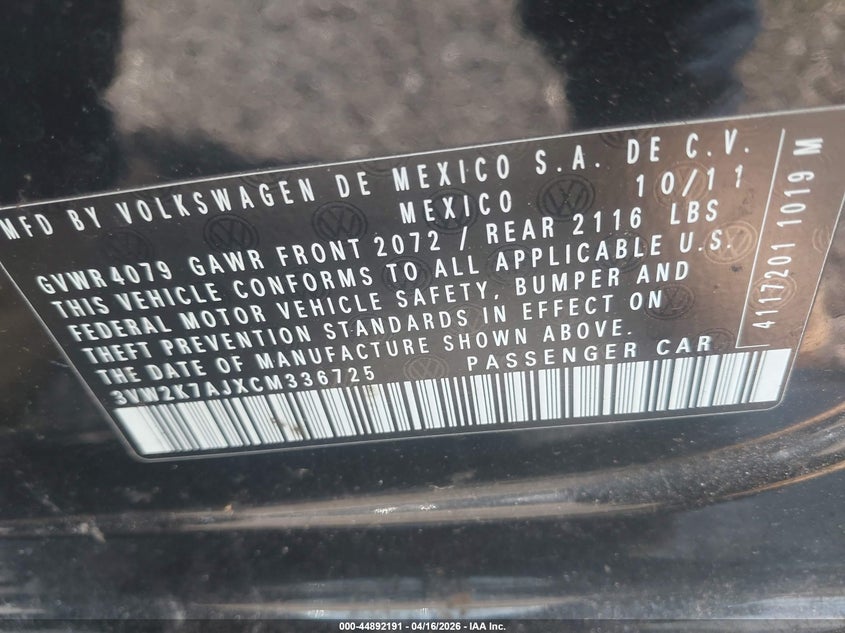 MFD BY VOLKSWAGEN DE MEXICO S.A. DE C.V.
MEXICO 10/11
GVWR4079 GAWR FRONT 2072 / REAR 2116 LBS
THIS VEHICLE CONFORMS TO ALL APPLICABLE U.S.
FEDERAL MOTOR VEHICLE SAFETY, BUMPER AND
THEFT PREVENTION STANDARDS IN EFFECT ON
THE DATE OF MANUFACTURE SHOWN ABOVE.
3VW2K7AJXCM336725 PASSENGER CAR
4117201 1019 M
000-44892191 - 04/16/2026 - IAA Inc.